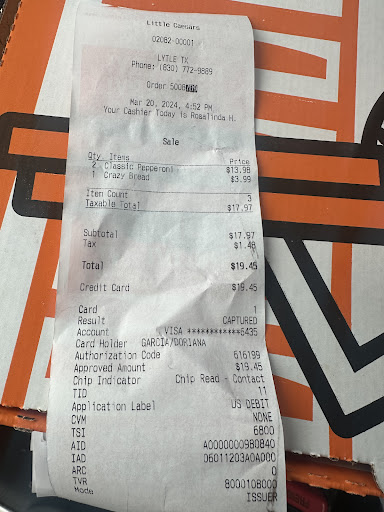 Little Caesars
02082-00001
LYTLE TX
Phone: (830) 772-9889
Order 5008
Mar 20, 2024, 4:52 PM
Your Cashier Today is Rosalinda H.
Sale
Qty Items Price
2 Classic Pepperoni $13.98
1 Crazy Bread $3.99
Item Count 3
Taxable Total $17.97
Subtotal $17.97
Tax $1.48
Total $19.45
Credit Card $19.45
Card 1
Result CAPTURED
Account VISA ************6435
Card Holder GARCIA/DORIANA
Authorization Code 616199
Approved Amount $19.45
Chip Indicator Chip Read - Contact
TID 11
Application Label US DEBIT
CVM NONE
TSI 6800
AID A0000000980840
IAD 06011203A0A000
ARC 0
TVR 8000108000
Mode ISSUER